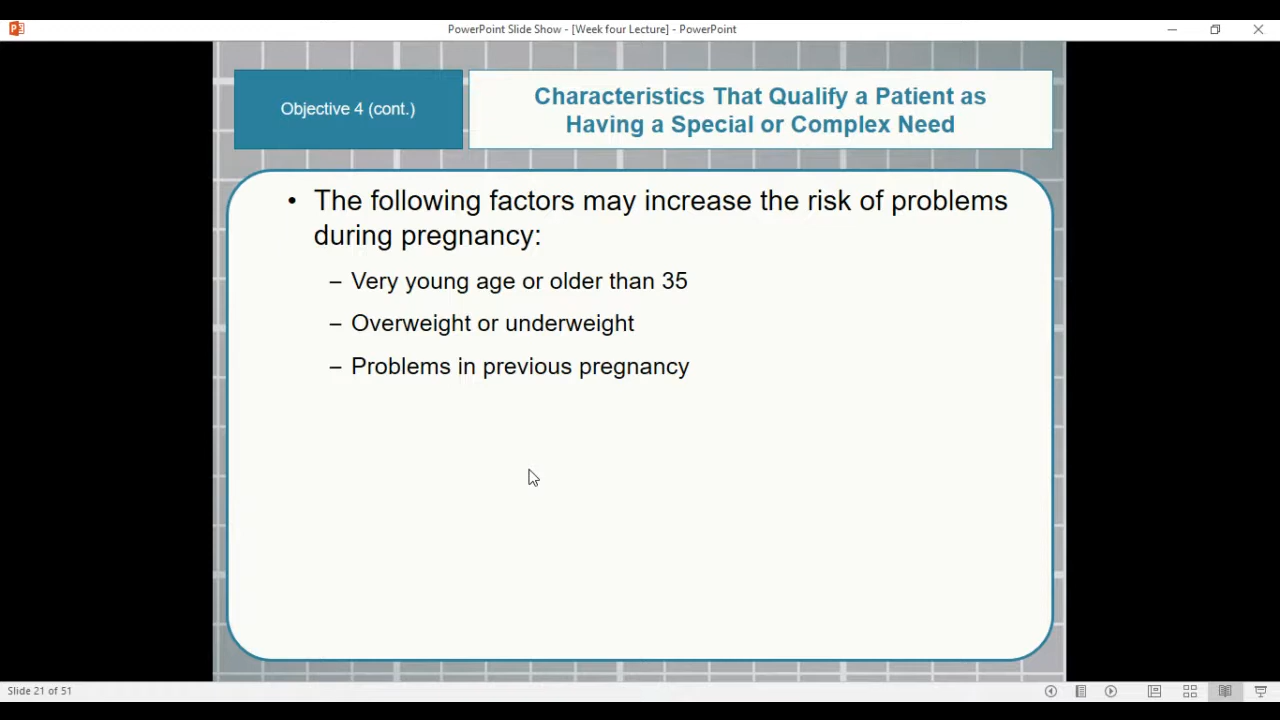 PowerPoint Slide Show - [Week four Lecture] - PowerPoint
Objective 4 (cont.)
Characteristics That Qualify a Patient as
Having a Special or Complex Need
• The following factors may increase the risk of problems
during pregnancy:
– Very young age or older than 35
– Overweight or underweight
– Problems in previous pregnancy
Slide 21 of 51